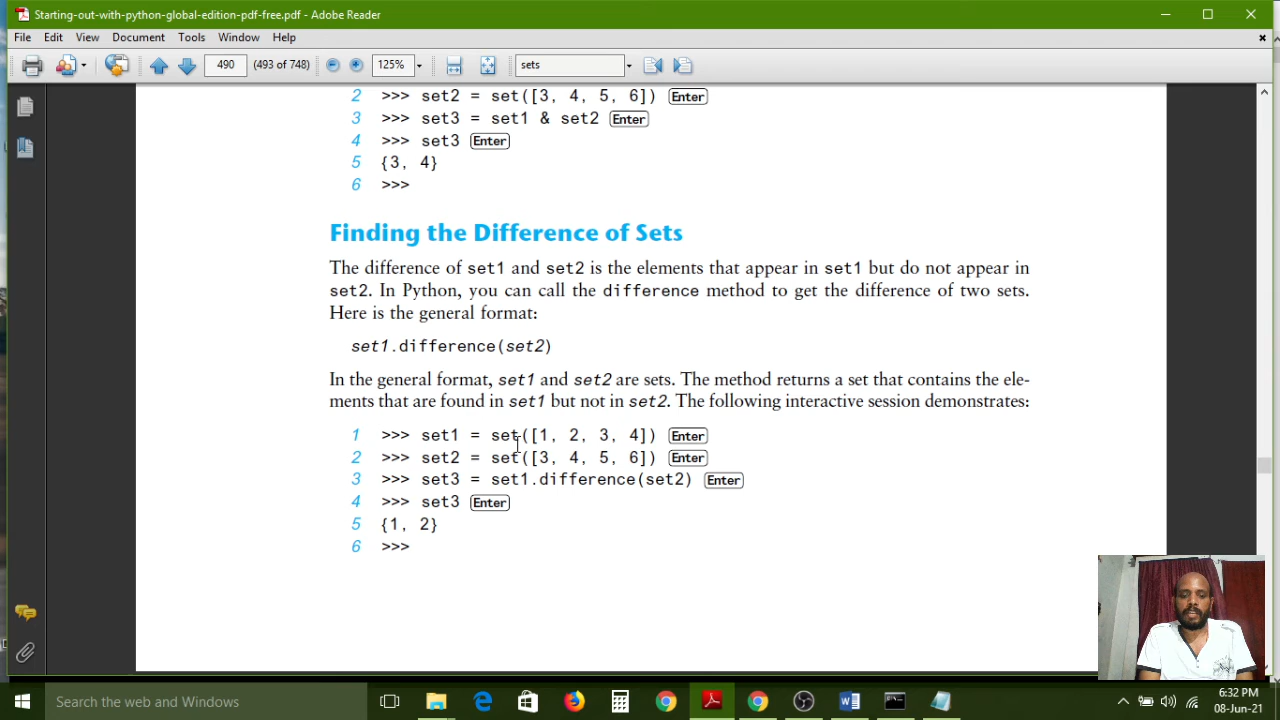 Starting-out-with-python-global-edition-pdf-free.pdf - Adobe Reader
File Edit View Document Tools Window Help
490 (493 of 748) 125% sets
2 >>> set2 = set([3, 4, 5, 6]) Enter
3 >>> set3 = set1 & set2 Enter
4 >>> set3 Enter
5 {3, 4}
6 >>>
Finding the Difference of Sets
The difference of set1 and set2 is the elements that appear in set1 but do not appear in
set2. In Python, you can call the difference method to get the difference of two sets.
Here is the general format:
set1.difference(set2)
In the general format, set1 and set2 are sets. The method returns a set that contains the ele-
ments that are found in set1 but not in set2. The following interactive session demonstrates:
1 >>> set1 = set([1, 2, 3, 4]) Enter
2 >>> set2 = set([3, 4, 5, 6]) Enter
3 >>> set3 = set1.difference(set2) Enter
4 >>> set3 Enter
5 {1, 2}
6 >>>
Search the web and Windows
6:32 PM
08-Jun-21